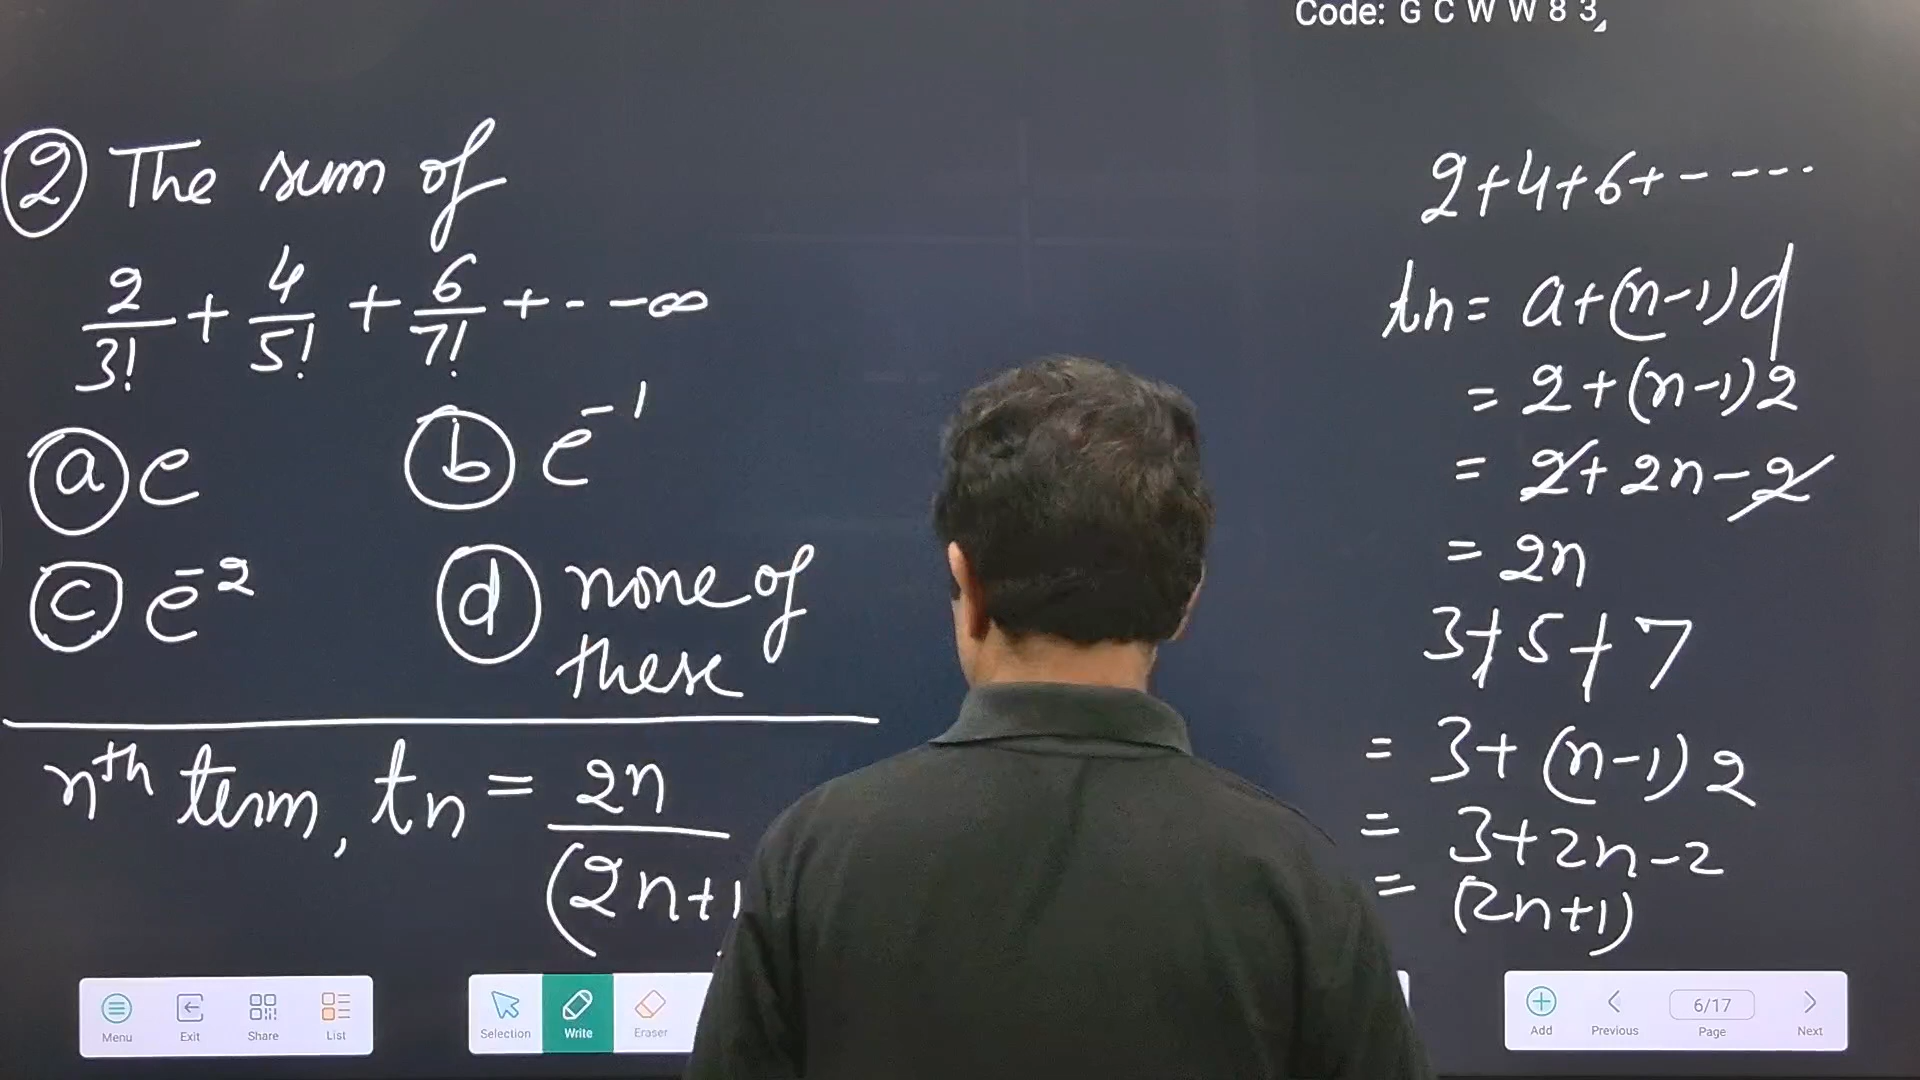 Code: G C W W 8 3
② The sum of
2/3! + 4/5! + 6/7! + - - -∞
ⓐ e ⓑ e⁻¹
ⓒ e⁻² ⓓ none of
these
nth term, tn = 2n/(2n+1
2+4+6+-----
tn = a+(n-1)d
= 2+(n-1)2
= 2+2n-2
= 2n
3+5+7
= 3+(n-1)2
= 3+2n-2
= (2n+1)
Menu Exit Share List
Selection Write Eraser
Add Previous 6/17 Page Next